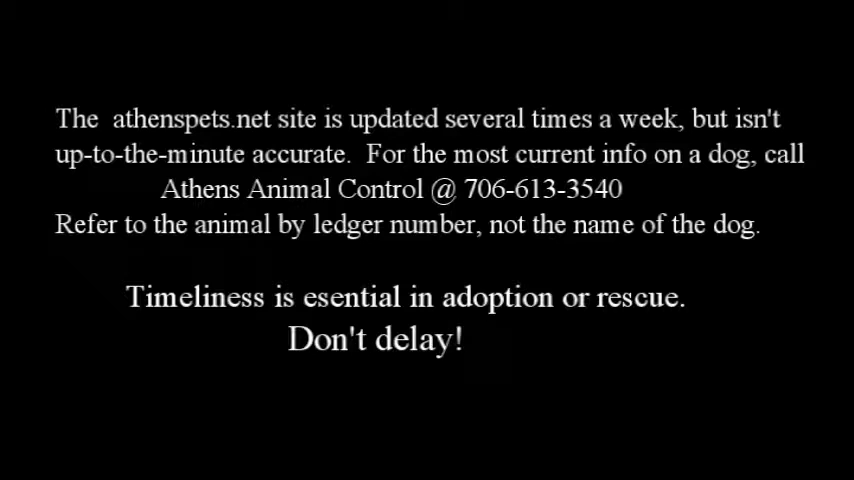 The athenspets.net site is updated several times a week, but isn't
up-to-the-minute accurate. For the most current info on a dog, call
Athens Animal Control @ 706-613-3540
Refer to the animal by ledger number, not the name of the dog.
Timeliness is esential in adoption or rescue.
Don't delay!